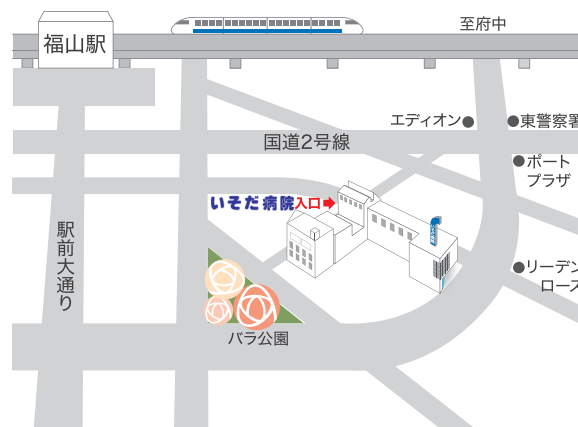 至府中
福山駅
エディオン
東警察署
国道2号線
ポート
プラザ
いそだ病院
入口
駅前大通り
リーデン
ローズ
バラ公園